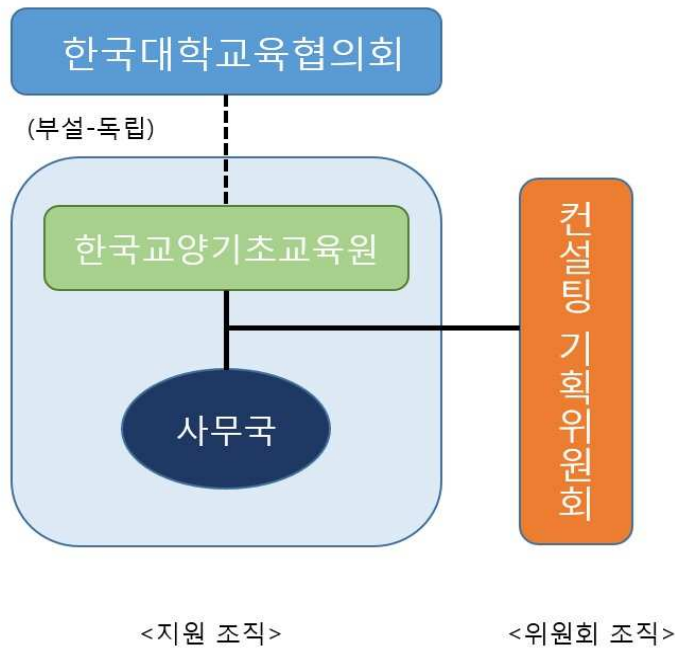 한국대학교육협의회
(부설-독립)
한국교양기초교육원
사무국
컨설팅 기획위원회
<지원 조직>
<위원회 조직>